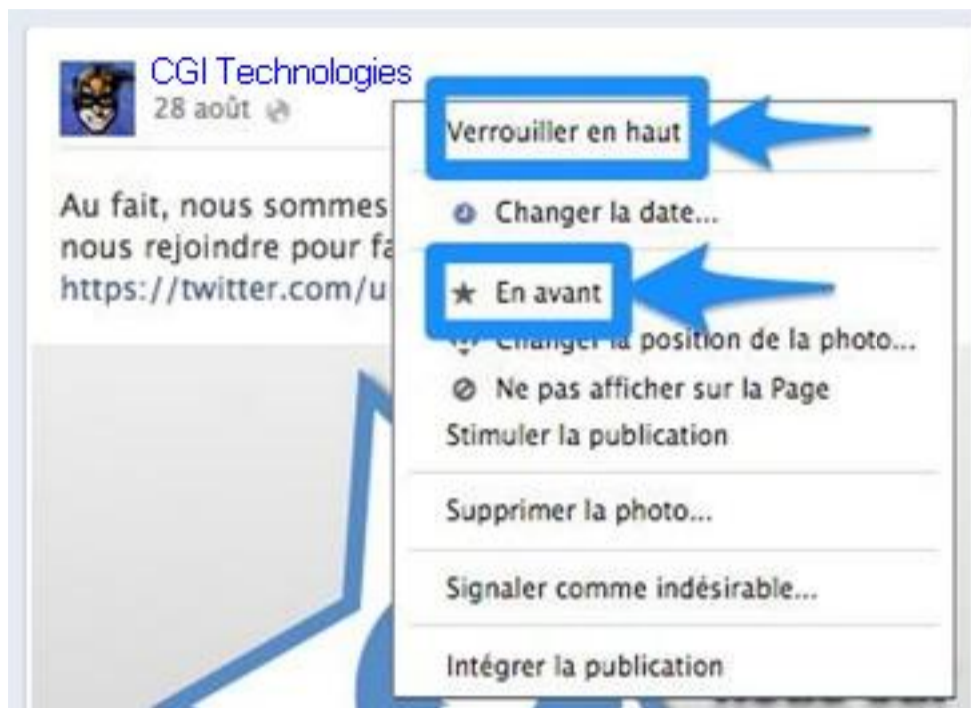 CGI Technologies
28 août
Verrouiller en haut
Au fait, nous sommes
nous rejoindre pour fa
https://twitter.com/u
Changer la date...
★ En avant
Changer la position de la photo...
Ne pas afficher sur la Page
Stimuler la publication
Supprimer la photo...
Signaler comme indésirable...
Intégrer la publication